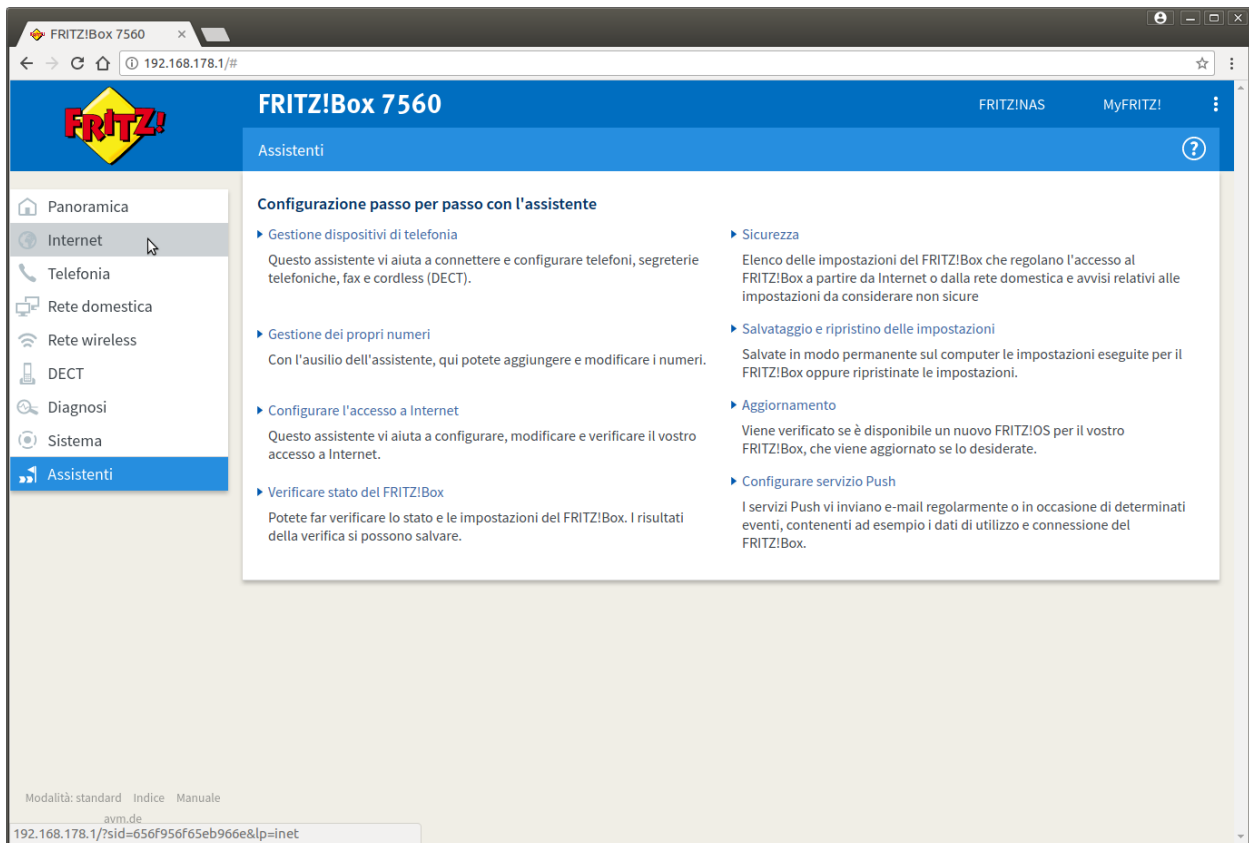 FRITZ!Box 7560
192.168.178.1/#
FRITZ!
FRITZ!Box 7560
FRITZ!NAS
MyFRITZ!
Assistenti
?
Panoramica
Internet
Telefonia
Rete domestica
Rete wireless
DECT
Diagnosi
Sistema
Assistenti
Configurazione passo per passo con l'assistente
Gestione dispositivi di telefonia
Questo assistente vi aiuta a connettere e configurare telefoni, segreterie
telefoniche, fax e cordless (DECT).
Gestione dei propri numeri
Con l'ausilio dell'assistente, qui potete aggiungere e modificare i numeri.
Configurare l'accesso a Internet
Questo assistente vi aiuta a configurare, modificare e verificare il vostro
accesso a Internet.
Verificare stato del FRITZ!Box
Potete far verificare lo stato e le impostazioni del FRITZ!Box. I risultati
della verifica si possono salvare.
Sicurezza
Elenco delle impostazioni del FRITZ!Box che regolano l'accesso al
FRITZ!Box a partire da Internet o dalla rete domestica e avvisi relativi alle
impostazioni da considerare non sicure
Salvataggio e ripristino delle impostazioni
Salvate in modo permanente sul computer le impostazioni eseguite per il
FRITZ!Box oppure ripristinate le impostazioni.
Aggiornamento
Viene verificato se è disponibile un nuovo FRITZ!OS per il vostro
FRITZ!Box, che viene aggiornato se lo desiderate.
Configurare servizio Push
I servizi Push vi inviano e-mail regolarmente o in occasione di determinati
eventi, contenenti ad esempio i dati di utilizzo e connessione del
FRITZ!Box.
Modalità: standard Indice Manuale
avm.de
192.168.178.1/?sid=656f956f65eb966e&lp=inet